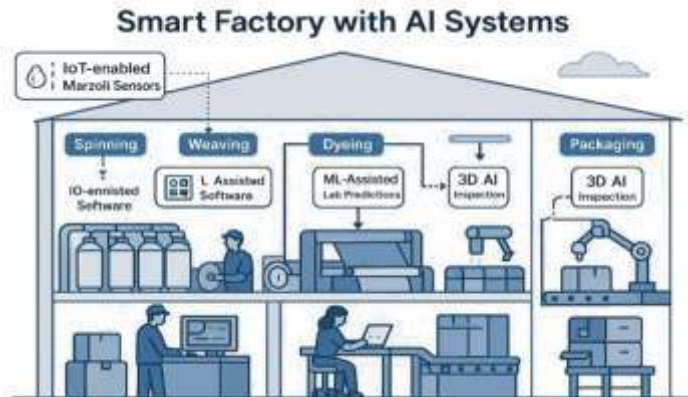 Smart Factory with AI Systems
IoT-enabled
Marzoli Sensors
Spinning
Weaving
Dyeing
Packaging
IO-ennisted
Software
L Assisted
Software
ML-Assisted
Lab Predictions
3D AI
Inspection
3D AI
Inspection